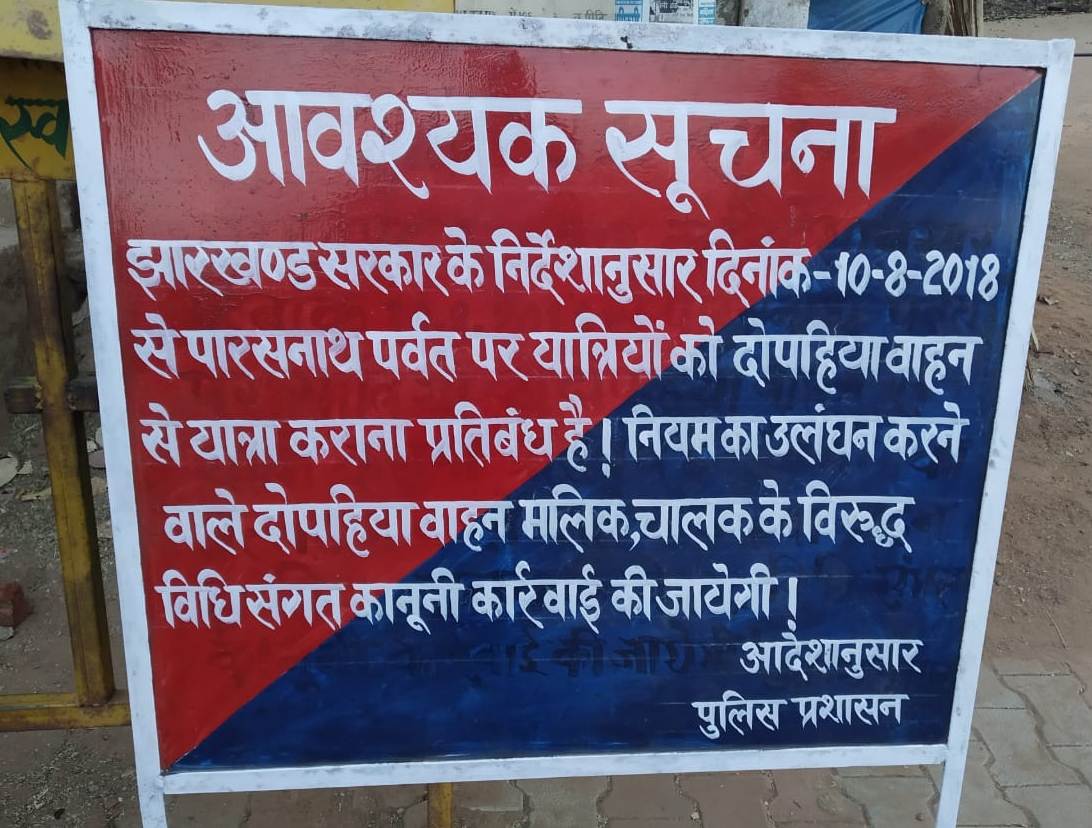 आवश्यक सूचना
झारखण्ड सरकार के निर्देशानुसार दिनांक-10-8-2018
से पारसनाथ पर्वत पर यात्रियों को दोपहिया वाहन
से यात्रा कराना प्रतिबंध है। नियम का उलंघन करने
वाले दोपहिया वाहन मलिक,चालक के विरूद्ध
विधि संगत कानूनी कार्रवाई की जायेगी।
आदेशानुसार
पुलिस प्रशासन
स्व